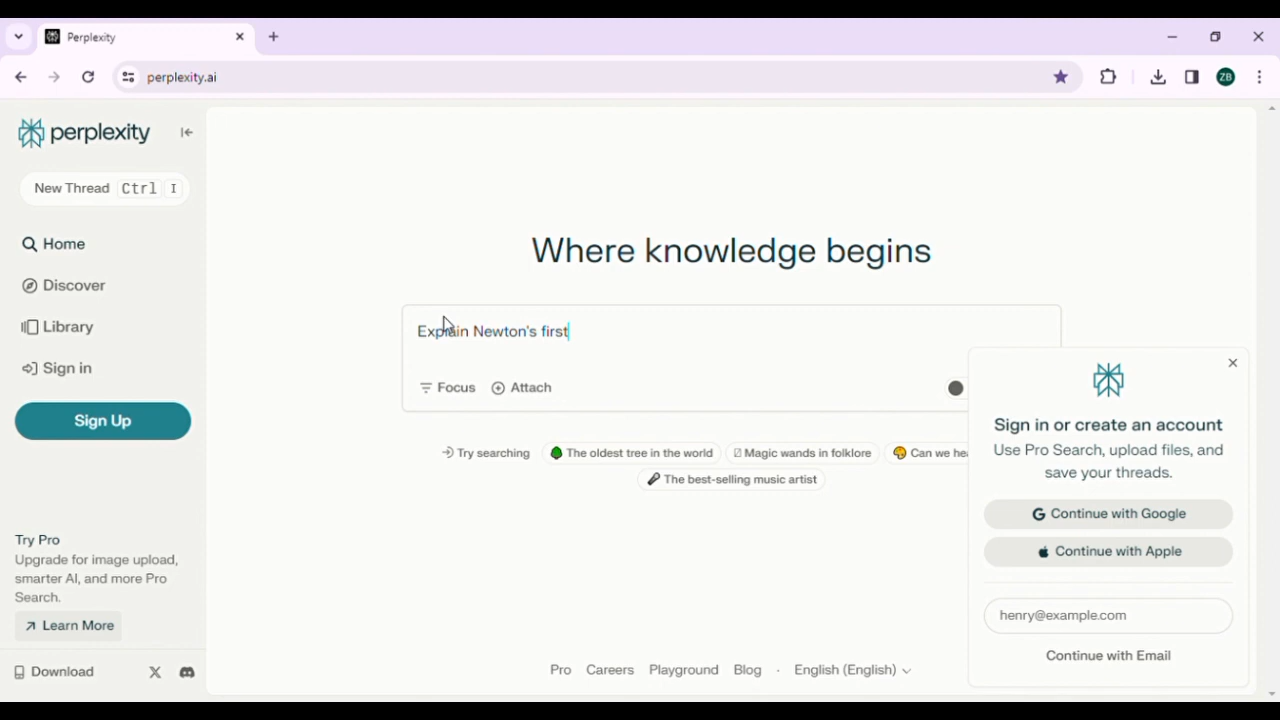 Perplexity
perplexity.ai
ZB
perplexity
New Thread Ctrl I
Home
Discover
Library
Sign in
Sign Up
Try Pro
Upgrade for image upload,
smarter AI, and more Pro
Search.
Learn More
Download
Where knowledge begins
Explain Newton's first
Focus Attach
Try searching The oldest tree in the world Magic wands in folklore Can we
The best-selling music artist
Pro Careers Playground Blog · English (English)
Sign in or create an account
Use Pro Search, upload files, and
save your threads.
Continue with Google
Continue with Apple
henry@example.com
Continue with Email